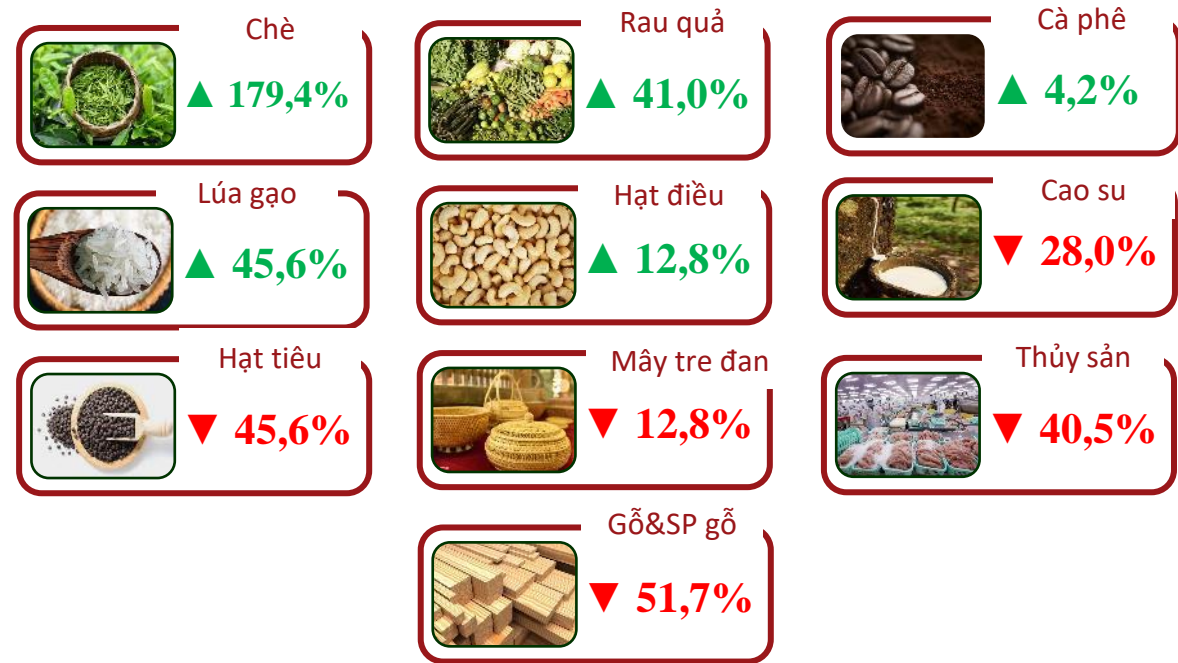 Chè
▲ 179,4%
Rau quả
▲ 41,0%
Cà phê
▲ 4,2%
Lúa gạo
▲ 45,6%
Hạt điều
▲ 12,8%
Cao su
▼ 28,0%
Hạt tiêu
▼ 45,6%
Mây tre đan
▼ 12,8%
Thủy sản
▼ 40,5%
Gỗ&SP gỗ
▼ 51,7%